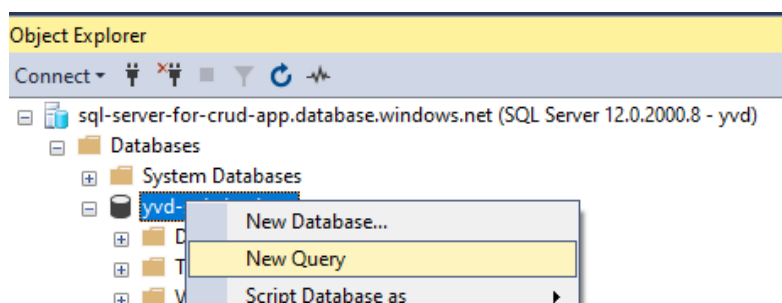 Object Explorer
Connect
sql-server-for-crud-app.database.windows.net (SQL Server 12.0.2000.8 - yvd)
Databases
System Databases
yvd-
New Database...
D
New Query
T
Script Database as
V